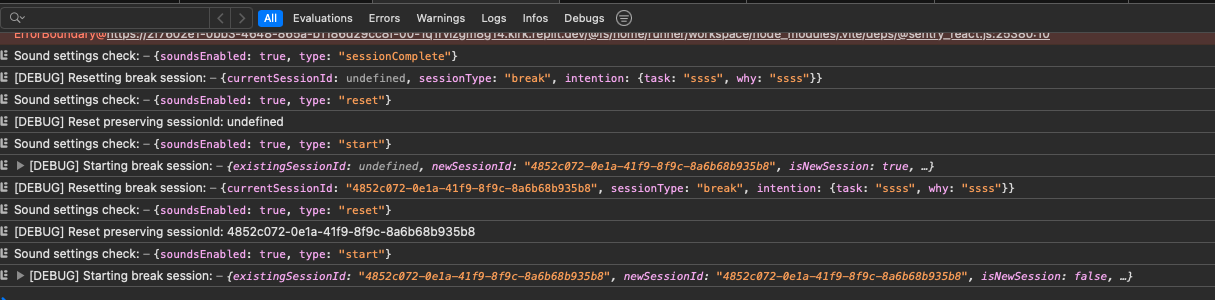 All Evaluations Errors Warnings Logs Infos Debugs
ErrorBoundary@https://2f7602e1-0bb3-4648-865a-b1186d29cc8f-00-1q1rvizgm8g14.kirk.replit.dev/@fs/home/runner/workspace/node_modules/.vite/deps/@sentry_react.js:25380:10
Sound settings check: – {soundsEnabled: true, type: "sessionComplete"}
[DEBUG] Resetting break session: – {currentSessionId: undefined, sessionType: "break", intention: {task: "ssss", why: "ssss"}}
Sound settings check: – {soundsEnabled: true, type: "reset"}
[DEBUG] Reset preserving sessionId: undefined
Sound settings check: – {soundsEnabled: true, type: "start"}
[DEBUG] Starting break session: – {existingSessionId: undefined, newSessionId: "4852c072-0e1a-41f9-8f9c-8a6b68b935b8", isNewSession: true, …}
[DEBUG] Resetting break session: – {currentSessionId: "4852c072-0e1a-41f9-8f9c-8a6b68b935b8", sessionType: "break", intention: {task: "ssss", why: "ssss"}}
Sound settings check: – {soundsEnabled: true, type: "reset"}
[DEBUG] Reset preserving sessionId: 4852c072-0e1a-41f9-8f9c-8a6b68b935b8
Sound settings check: – {soundsEnabled: true, type: "start"}
[DEBUG] Starting break session: – {existingSessionId: "4852c072-0e1a-41f9-8f9c-8a6b68b935b8", newSessionId: "4852c072-0e1a-41f9-8f9c-8a6b68b935b8", isNewSession: false, …}